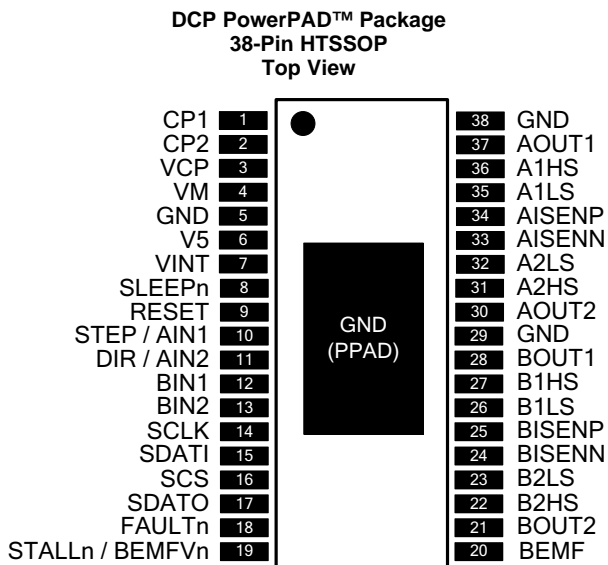 DCP PowerPAD™ Package
38-Pin HTSSOP
Top View
CP1 1 38 GND
CP2 2 37 AOUT1
VCP 3 36 A1HS
VM 4 35 A1LS
GND 5 34 AISENP
V5 6 33 AISENN
VINT 7 32 A2LS
SLEEPn 8 31 A2HS
RESET 9 30 AOUT2
STEP / AIN1 10 29 GND
DIR / AIN2 11 28 BOUT1
BIN1 12 27 B1HS
BIN2 13 26 B1LS
SCLK 14 25 BISENP
SDATI 15 24 BISENN
SCS 16 23 B2LS
SDATO 17 22 B2HS
FAULTn 18 21 BOUT2
STALLn / BEMFVn 19 20 BEMF
GND
(PPAD)